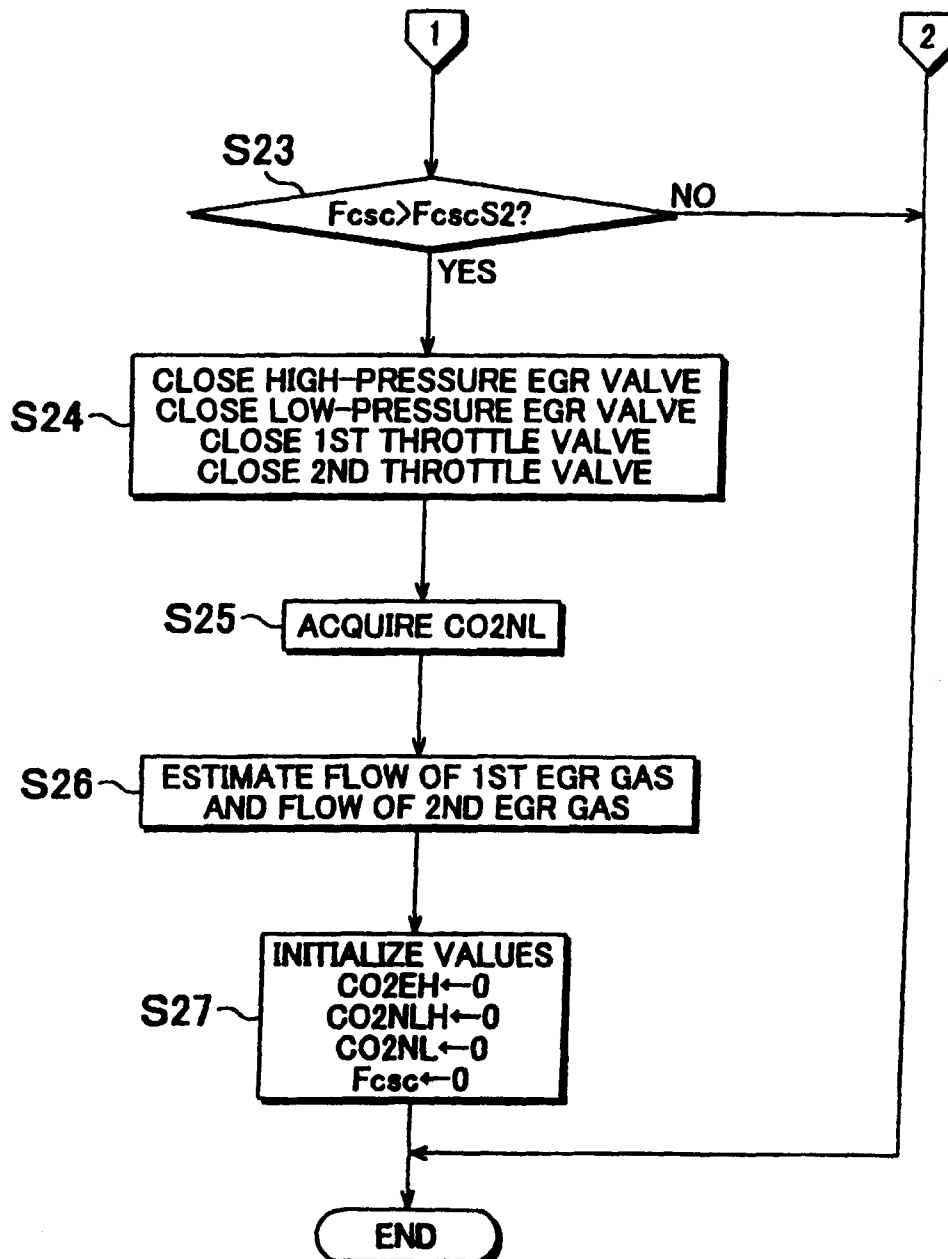 1
2
S23
Fcsc>FcscS2?
NO
YES
S24
CLOSE HIGH-PRESSURE EGR VALVE
CLOSE LOW-PRESSURE EGR VALVE
CLOSE 1ST THROTTLE VALVE
CLOSE 2ND THROTTLE VALVE
S25
ACQUIRE CO2NL
S26
ESTIMATE FLOW OF 1ST EGR GAS
AND FLOW OF 2ND EGR GAS
S27
INITIALIZE VALUES
CO2EH←0
CO2NLH←0
CO2NL←0
Fcsc←0
END